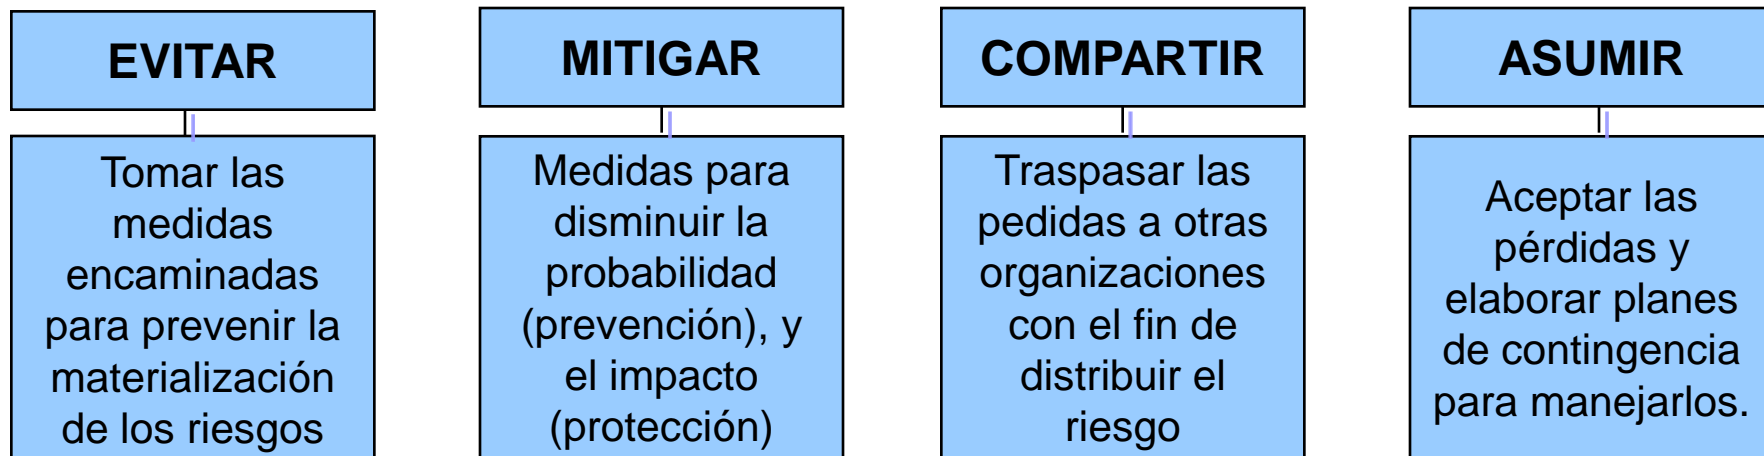 EVITAR
Tomar las
medidas
encaminadas
para prevenir la
materialización
de los riesgos
MITIGAR
Medidas para
disminuir la
probabilidad
(prevención), y
el impacto
(protección)
COMPARTIR
Traspasar las
pedidas a otras
organizaciones
con el fin de
distribuir el
riesgo
ASUMIR
Aceptar las
pérdidas y
elaborar planes
de contingencia
para manejarlos.